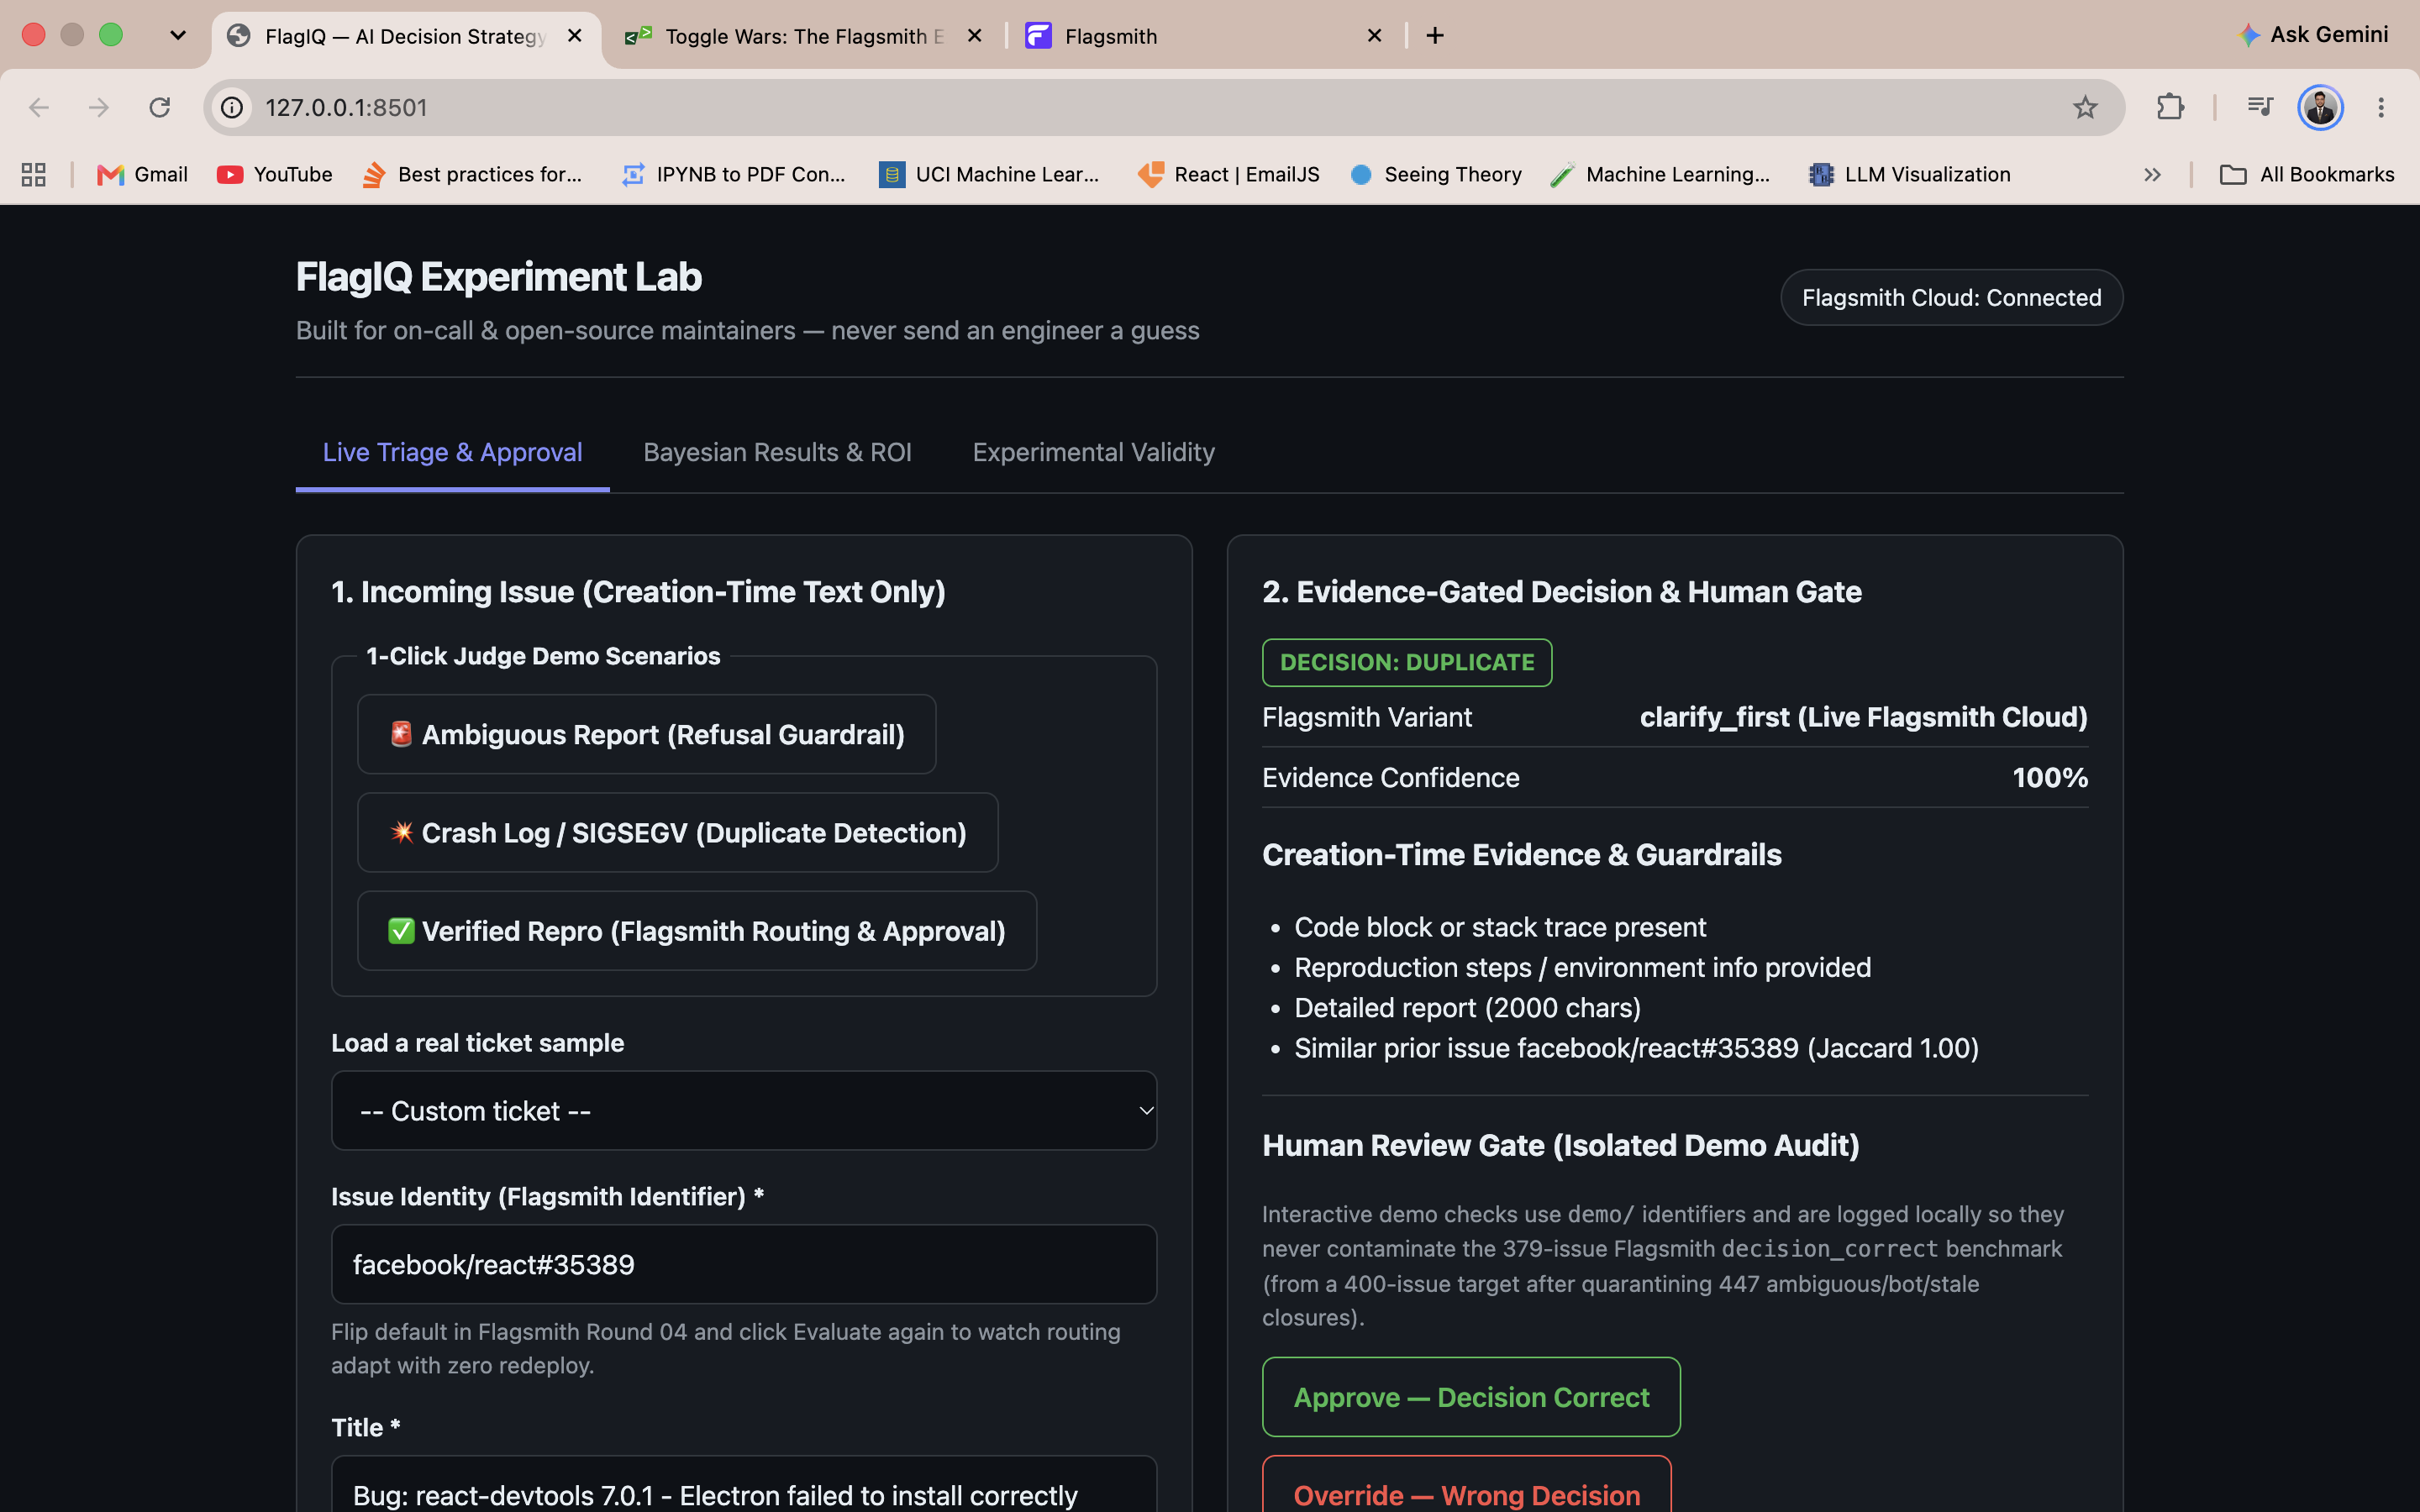 FlagIQ — AI Decision Strategy
Toggle Wars: The Flagsmith E
Flagsmith
Ask Gemini
127.0.0.1:8501
Gmail
YouTube
Best practices for...
IPYNB to PDF Con...
UCI Machine Lear...
React | EmailJS
Seeing Theory
Machine Learning...
LLM Visualization
All Bookmarks
FlagIQ Experiment Lab
Built for on-call & open-source maintainers — never send an engineer a guess
Flagsmith Cloud: Connected
Live Triage & Approval
Bayesian Results & ROI
Experimental Validity
1. Incoming Issue (Creation-Time Text Only)
1-Click Judge Demo Scenarios
🚨 Ambiguous Report (Refusal Guardrail)
💥 Crash Log / SIGSEGV (Duplicate Detection)
✅ Verified Repro (Flagsmith Routing & Approval)
Load a real ticket sample
-- Custom ticket --
Issue Identity (Flagsmith Identifier) *
facebook/react#35389
Flip default in Flagsmith Round 04 and click Evaluate again to watch routing
adapt with zero redeploy.
Title *
Bug: react-devtools 7.0.1 - Electron failed to install correctly
2. Evidence-Gated Decision & Human Gate
DECISION: DUPLICATE
Flagsmith Variant
clarify_first (Live Flagsmith Cloud)
Evidence Confidence
100%
Creation-Time Evidence & Guardrails
• Code block or stack trace present
• Reproduction steps / environment info provided
• Detailed report (2000 chars)
• Similar prior issue facebook/react#35389 (Jaccard 1.00)
Human Review Gate (Isolated Demo Audit)
Interactive demo checks use demo/ identifiers and are logged locally so they
never contaminate the 379-issue Flagsmith decision_correct benchmark
(from a 400-issue target after quarantining 447 ambiguous/bot/stale
closures).
Approve — Decision Correct
Override — Wrong Decision